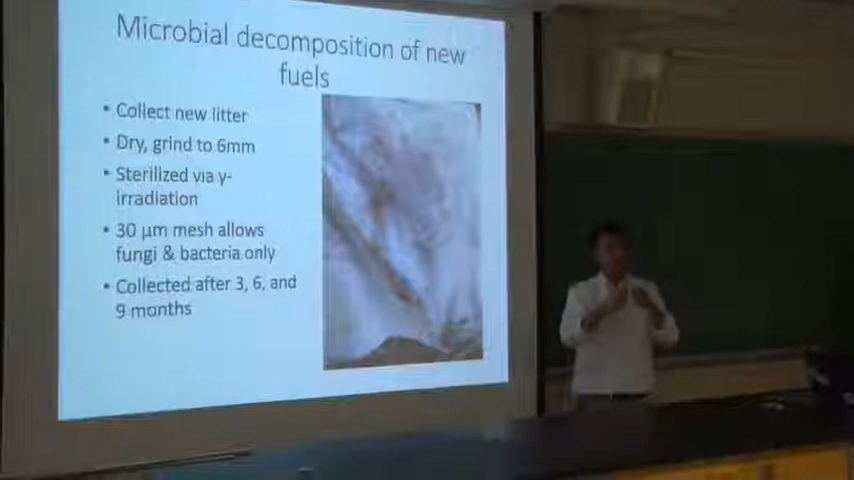 Microbial decomposition of new
fuels
• Collect new litter
• Dry, grind to 6mm
• Sterilized via γ-
irradiation
• 30 µm mesh allows
fungi & bacteria only
• Collected after 3, 6, and
9 months